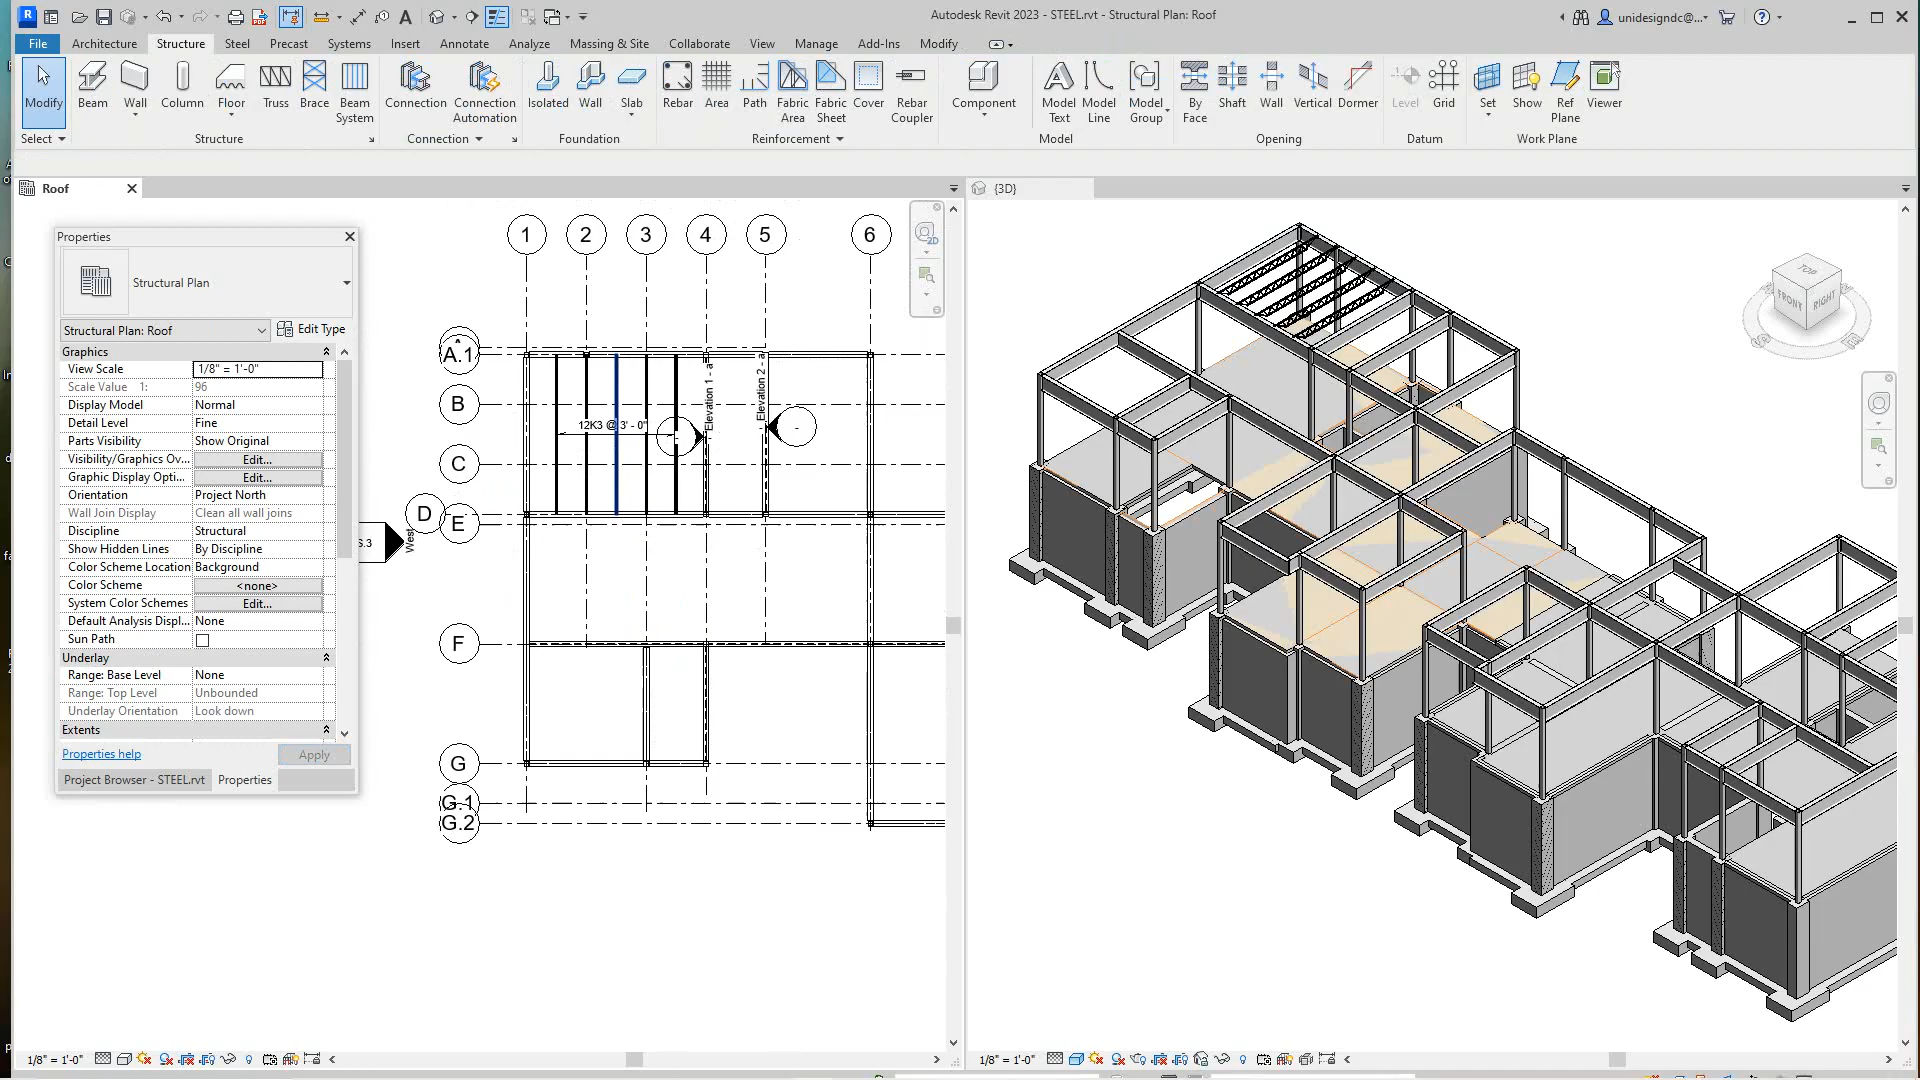 Autodesk Revit 2023 - STEEL.rvt - Structural Plan: Roof
unidesigndc@...
File Architecture Structure Steel Precast Systems Insert Annotate Analyze Massing & Site Collaborate View Manage Add-Ins Modify
Modify Beam Wall Column Floor Truss Brace Beam System Connection Connection Automation Isolated Wall Slab Rebar Area Path Fabric Area Fabric Sheet Cover Rebar Coupler Component Model Text Model Line Model Group By Face Shaft Wall Vertical Dormer Level Grid Set Show Ref Plane Viewer
Select Structure Connection Foundation Reinforcement Model Opening Datum Work Plane
Roof
{3D}
Properties
Structural Plan
Structural Plan: Roof Edit Type
Graphics
View Scale 1/8" = 1'-0"
Scale Value 1: 96
Display Model Normal
Detail Level Fine
Parts Visibility Show Original
Visibility/Graphics Ov... Edit...
Graphic Display Opti... Edit...
Orientation Project North
Wall Join Display Clean all wall joins
Discipline Structural
Show Hidden Lines By Discipline
Color Scheme Location Background
Color Scheme <none>
System Color Schemes Edit...
Default Analysis Displ... None
Sun Path
Underlay
Range: Base Level None
Range: Top Level Unbounded
Underlay Orientation Look down
Extents
Properties help Apply
Project Browser - STEEL.rvt Properties
1 2 3 4 5 6
A.1
B
C
D
E
F
G
G.1
G.2
12K3 @ 3' - 0"
Elevation 1 - a
Elevation 2 - a
S.3
West
2D
TOP
FRONT
RIGHT
1/8" = 1'-0"
1/8" = 1'-0"